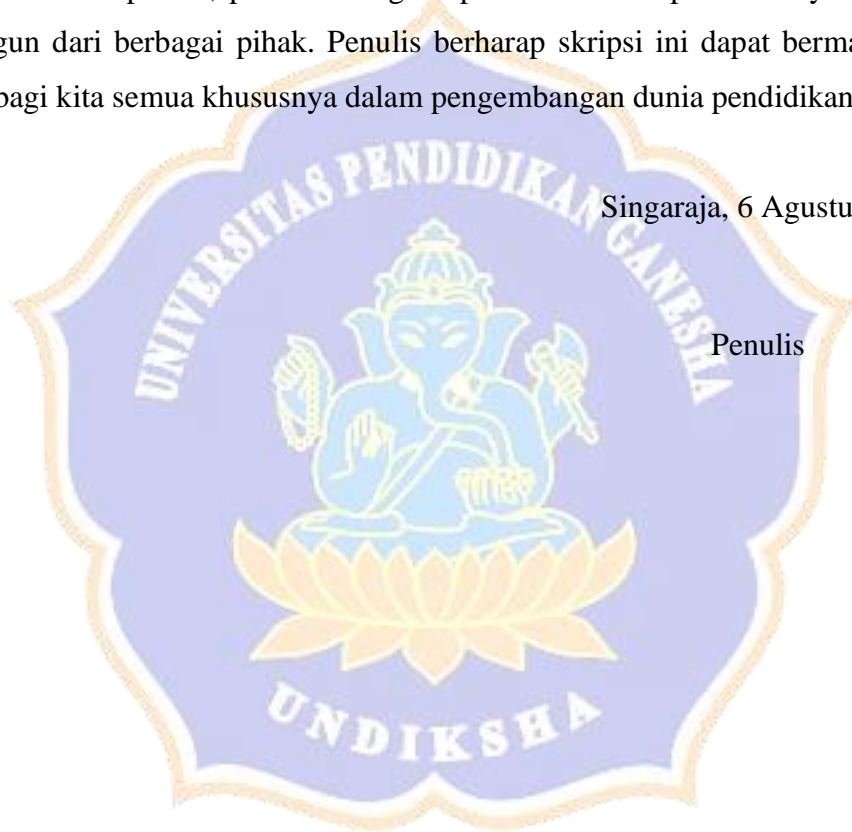 gun dari berbagai pihak. Penulis berharap skripsi ini dapat berma
bagi kita semua khususnya dalam pengembangan dunia pendidikan
Singaraja, 6 Agustu
Penulis
UNIVERSITAS PENDIDIKAN GANESHA
UNDIKSHA